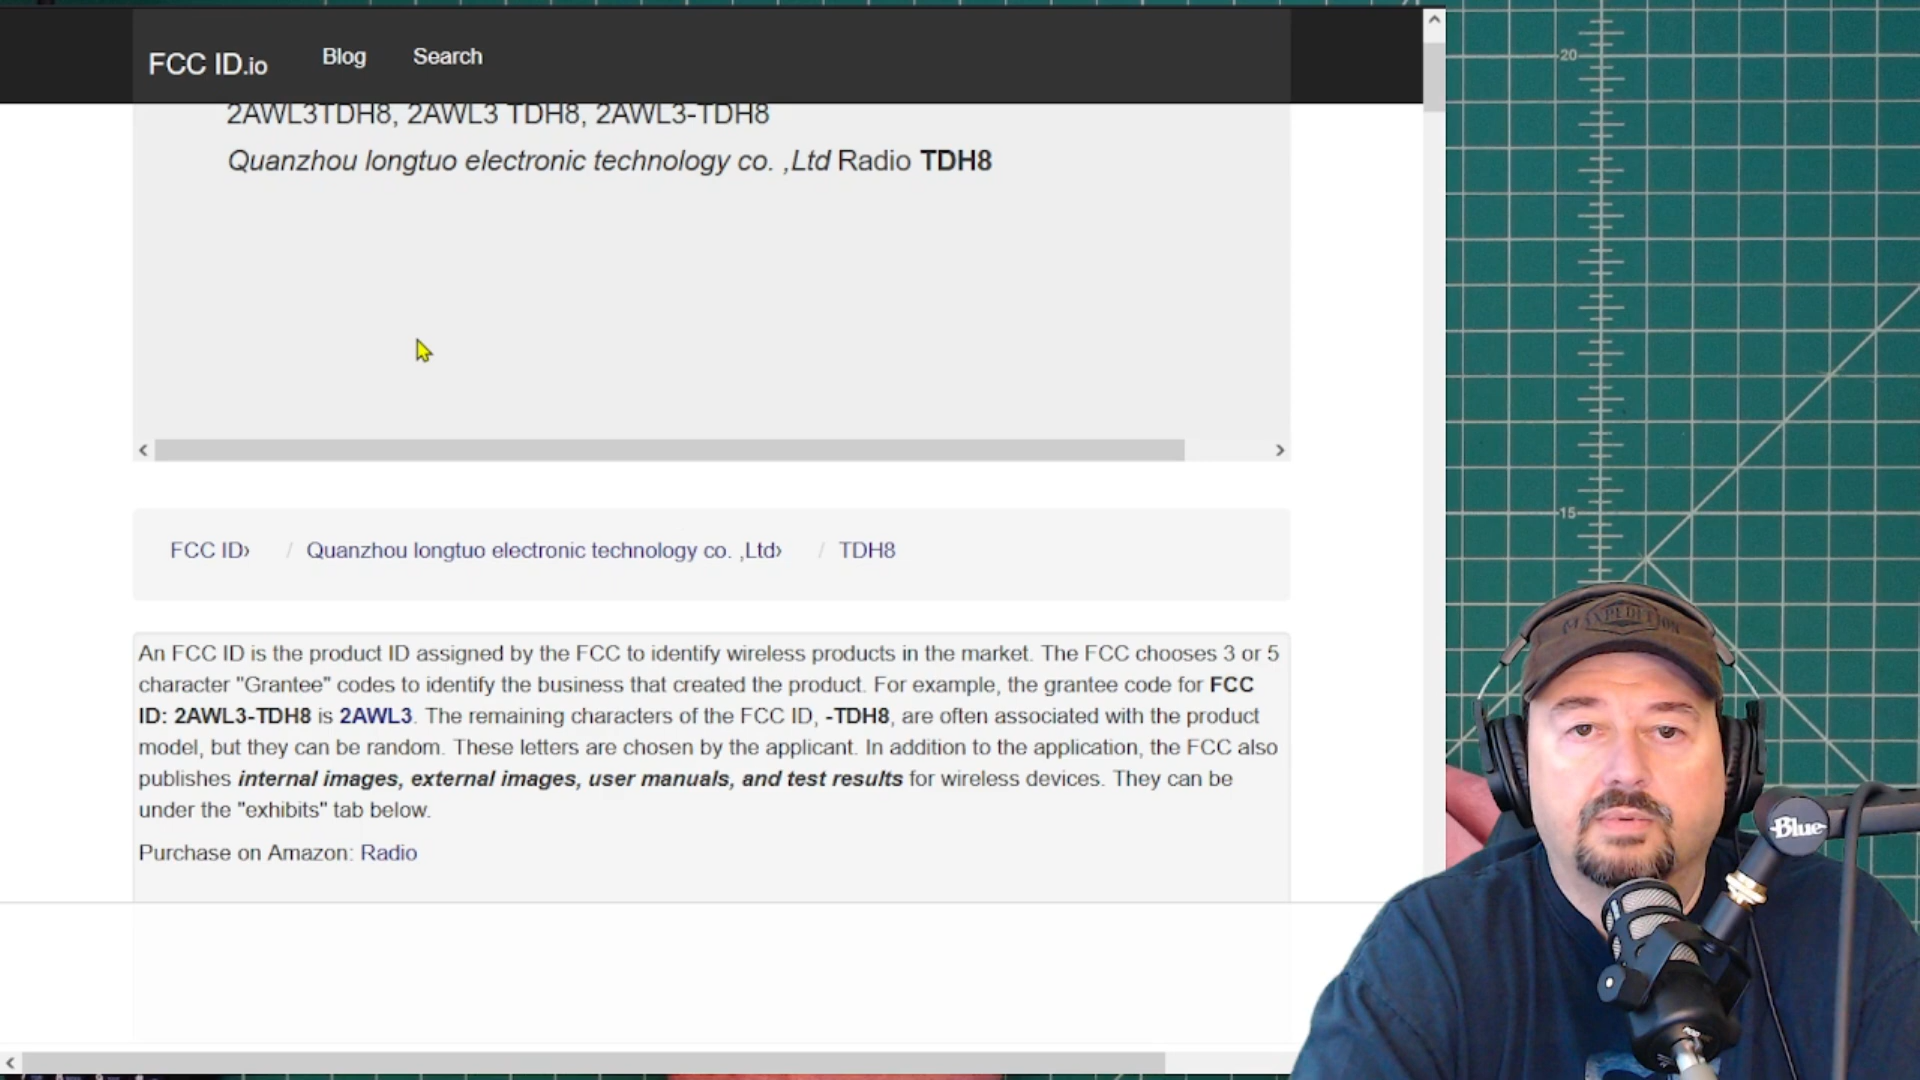 FCC ID.io Blog Search
2AWL3TDH8, 2AWL3 TDH8, 2AWL3-TDH8
Quanzhou longtuo electronic technology co. ,Ltd Radio TDH8
FCC ID› / Quanzhou longtuo electronic technology co. ,Ltd› / TDH8
An FCC ID is the product ID assigned by the FCC to identify wireless products in the market. The FCC chooses 3 or 5
character "Grantee" codes to identify the business that created the product. For example, the grantee code for FCC
ID: 2AWL3-TDH8 is 2AWL3. The remaining characters of the FCC ID, -TDH8, are often associated with the product
model, but they can be random. These letters are chosen by the applicant. In addition to the application, the FCC also
publishes internal images, external images, user manuals, and test results for wireless devices. They can be
under the "exhibits" tab below.
Purchase on Amazon: Radio
20
15
EXPEDITION
Blue